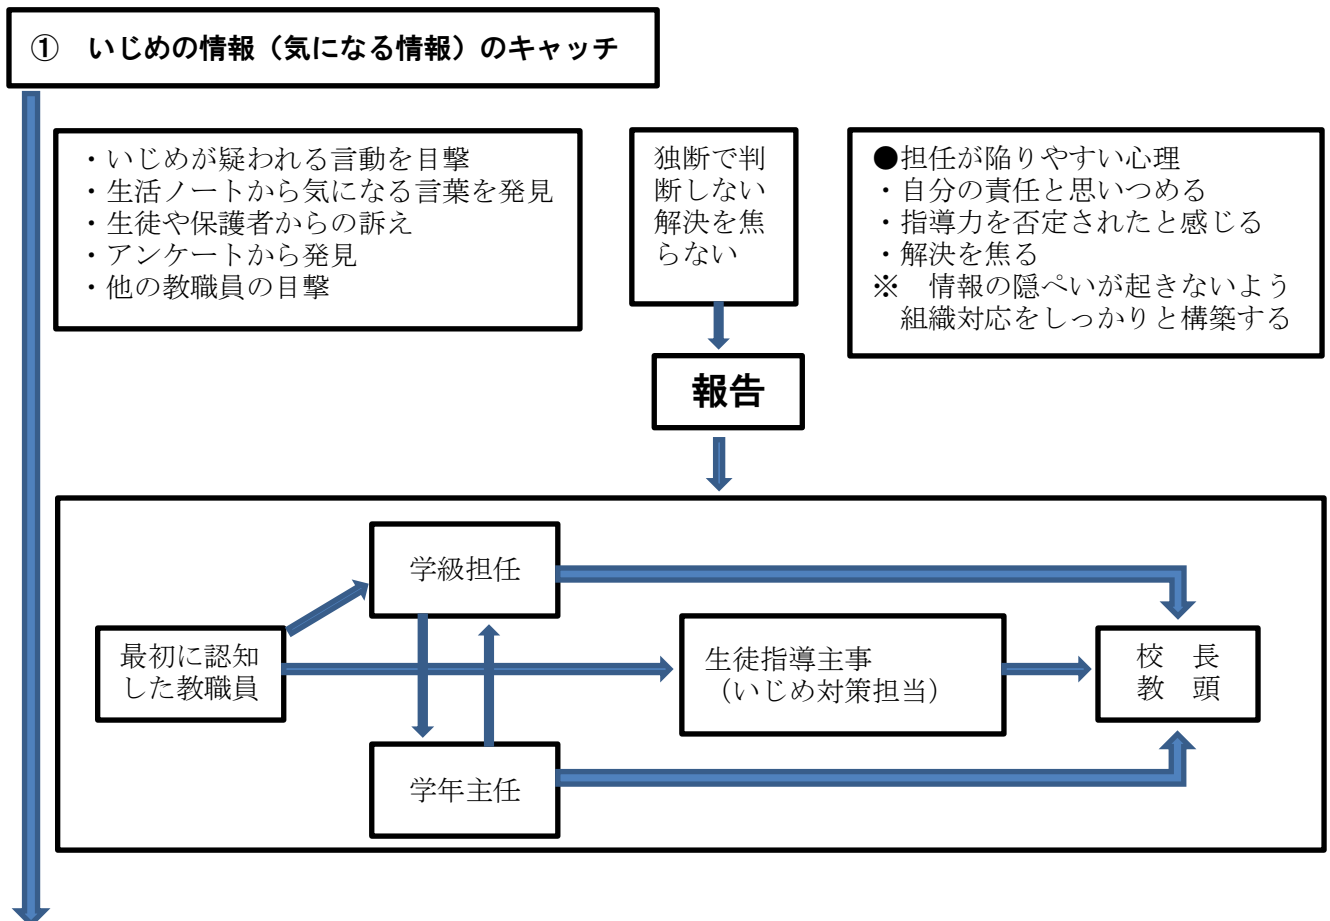 ① いじめの情報（気になる情報）のキャッチ
・いじめが疑われる言動を目撃
・生活ノートから気になる言葉を発見
・生徒や保護者からの訴え
・アンケートから発見
・他の教職員の目撃
独断で判
断しない
解決を焦
らない
●担任が陥りやすい心理
・自分の責任と思いつめる
・指導力を否定されたと感じる
・解決を焦る
※ 情報の隠ぺいが起きないよう
組織対応をしっかりと構築する
報告
学級担任
最初に認知
した教職員
生徒指導主事
（いじめ対策担当）
校 長
教 頭
学年主任